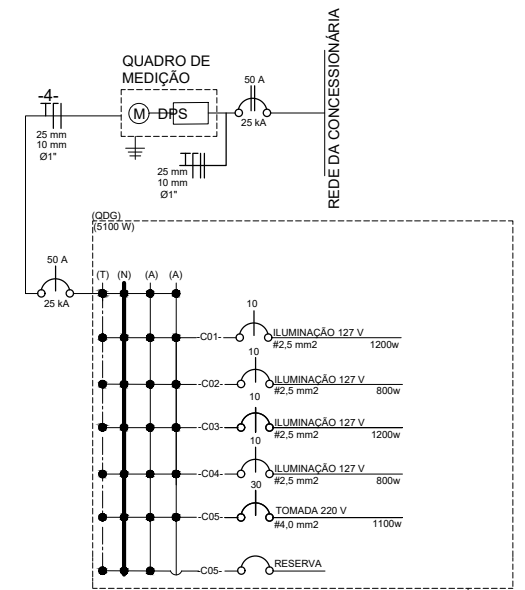 QUADRO DE
MEDIÇÃO
M
DPS
50 A
25 kA
REDE DA CONCESSIONÁRIA
-4-
25 mm
10 mm
Ø1"
25 mm
10 mm
Ø1"
(QDG)
(5100 W)
50 A
25 kA
(T) (N) (A) (A)
10
-C01- ILUMINAÇÃO 127 V
#2,5 mm2 1200w
10
-C02- ILUMINAÇÃO 127 V
#2,5 mm2 800w
10
-C03- ILUMINAÇÃO 127 V
#2,5 mm2 1200w
10
-C04- ILUMINAÇÃO 127 V
#2,5 mm2 800w
30
-C05- TOMADA 220 V
#4,0 mm2 1100w
-C05- RESERVA